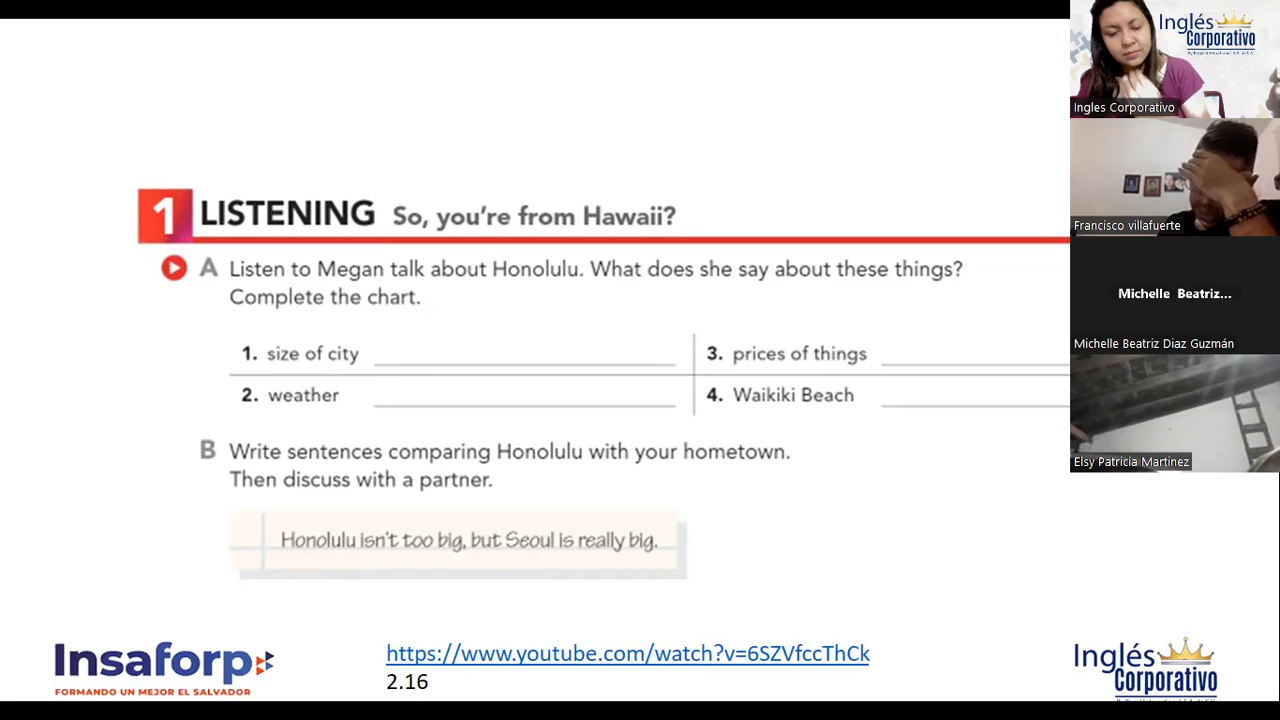 1 LISTENING So, you're from Hawaii?
A Listen to Megan talk about Honolulu. What does she say about these things?
Complete the chart.
1. size of city
3. prices of things
2. weather
4. Waikiki Beach
B Write sentences comparing Honolulu with your hometown.
Then discuss with a partner.
Honolulu isn't too big, but Seoul is really big.
Insaforp
FORMANDO UN MEJOR EL SALVADOR
https://www.youtube.com/watch?v=6SZVfccThCk
2.16
Inglés
Corporativo
Inglés
Corporativo
Ingles Corporativo
Francisco villafuerte
Michelle Beatriz...
Michelle Beatriz Diaz Guzmán
Elsy Patricia Martinez